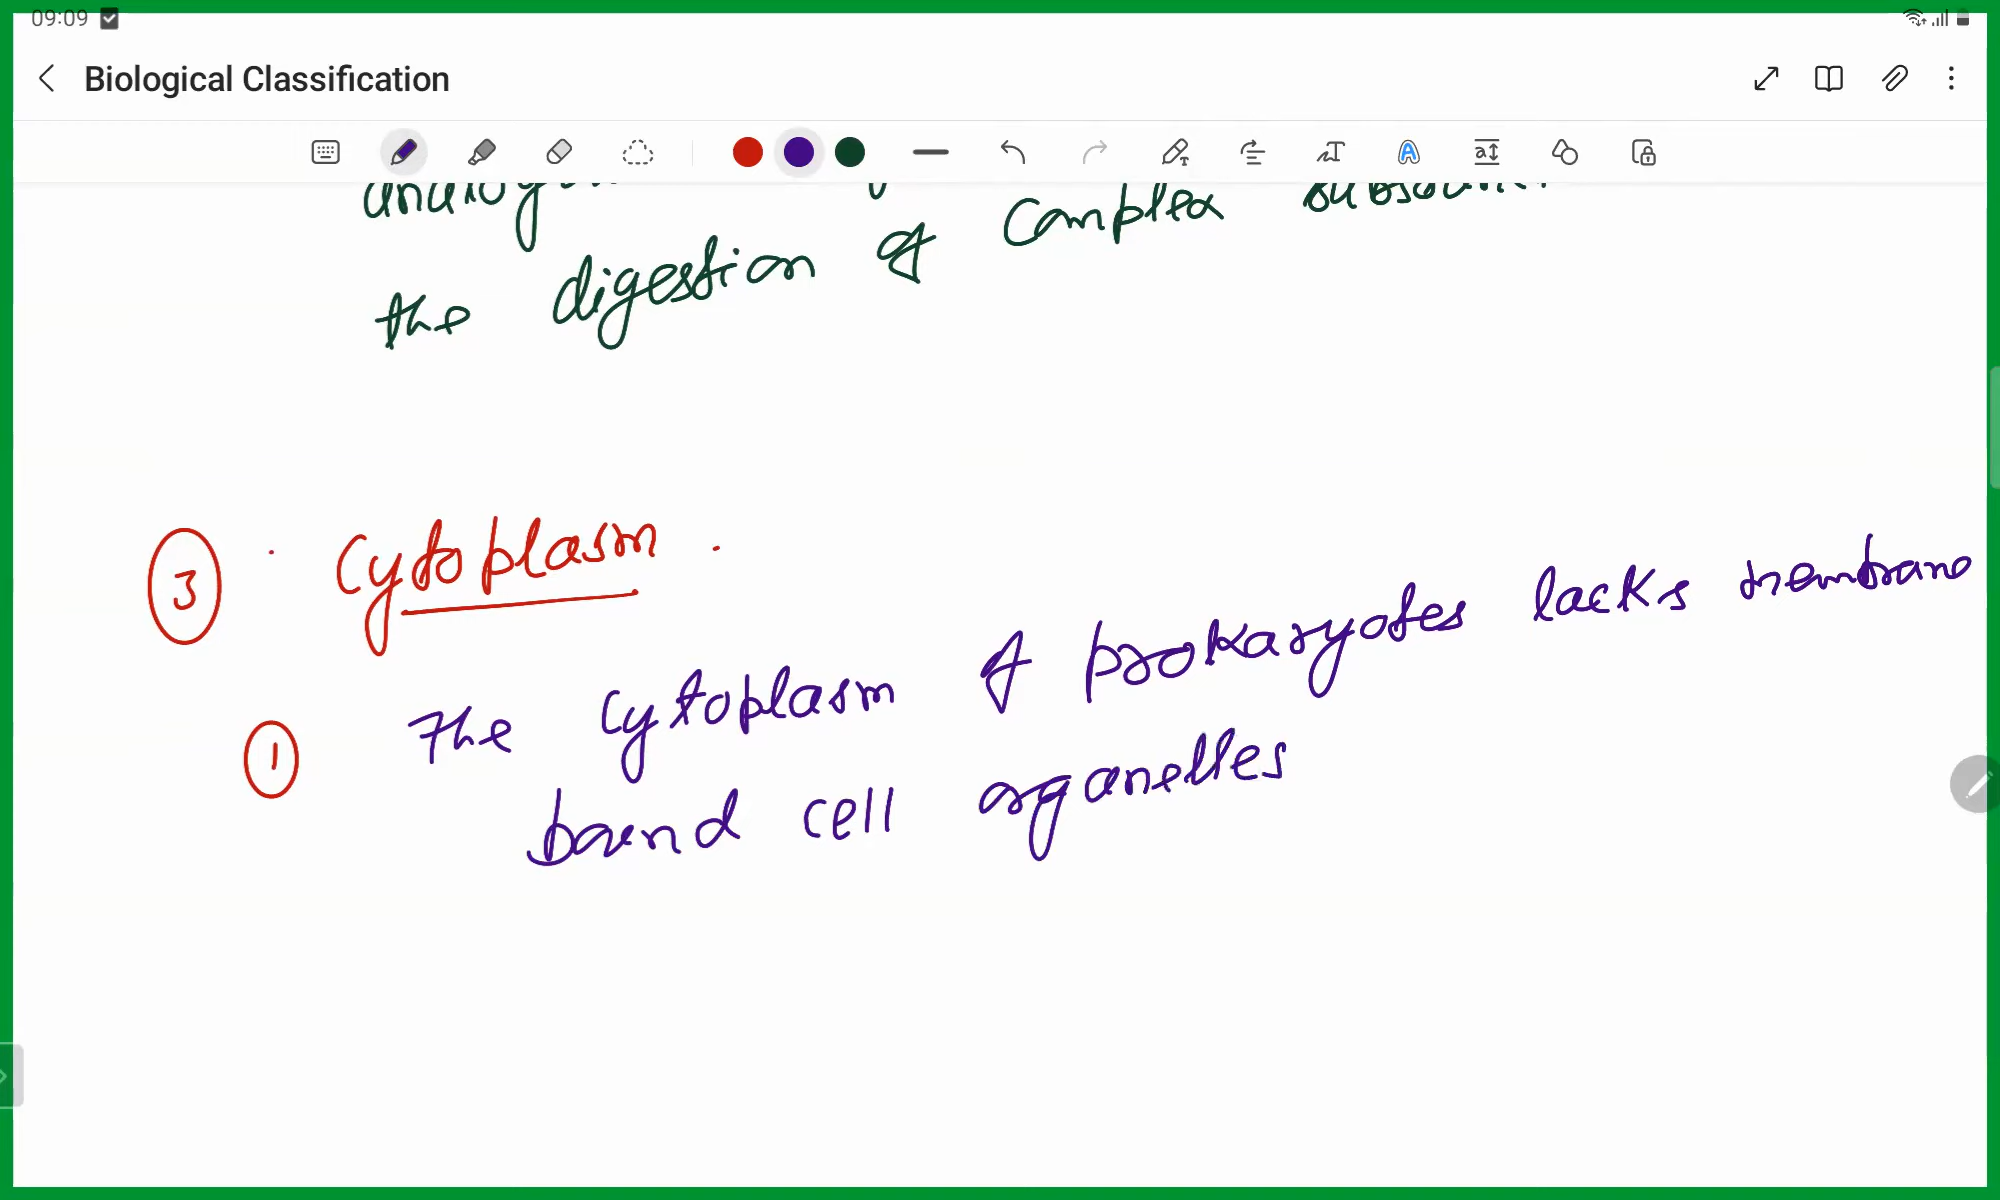 09:09
Biological Classification
of complex
the digestion
3 Cytoplasm
1 The cytoplasm of prokaryotes lacks membrane
bound cell organelles